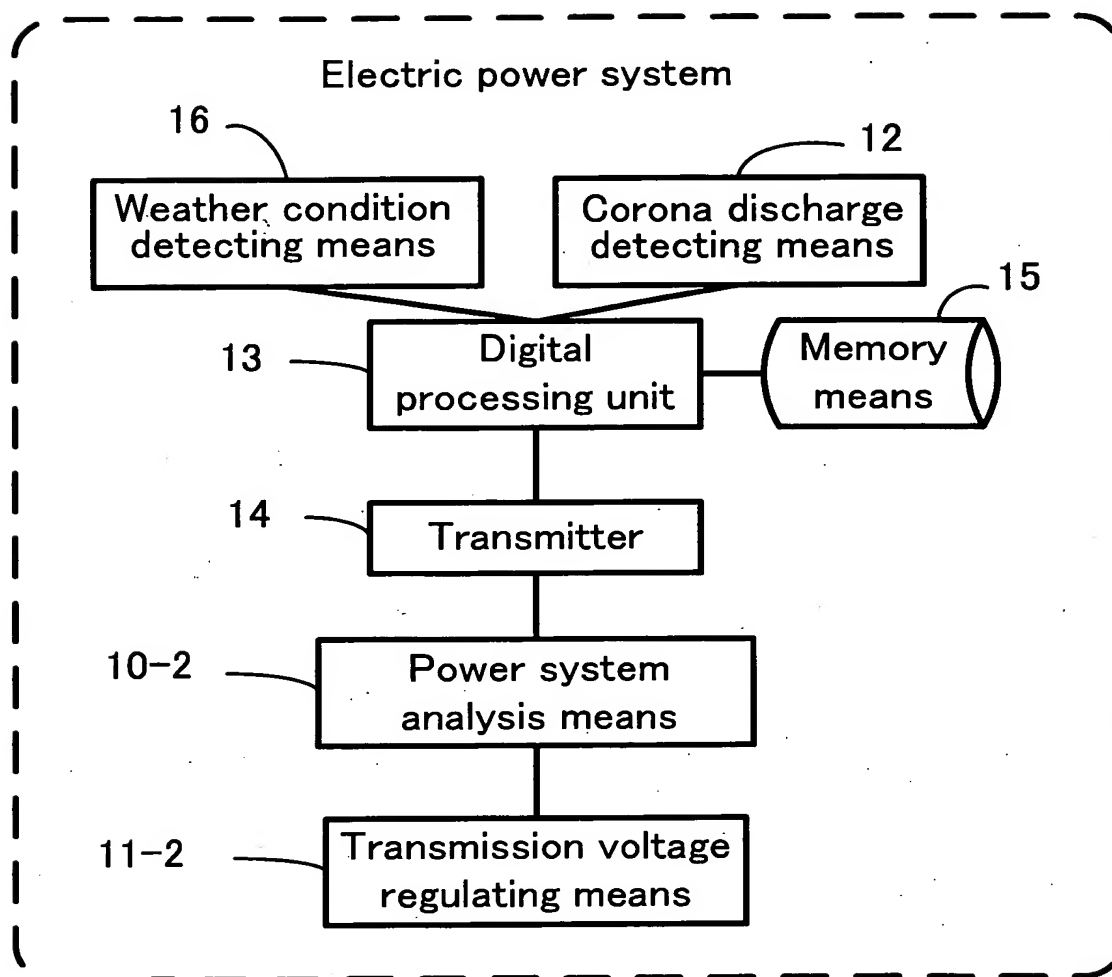 Electric power system
16
12
Weather condition
detecting means
Corona discharge
detecting means
15
13
Digital
processing unit
Memory
means
14
Transmitter
10-2
Power system
analysis means
11-2
Transmission voltage
regulating means